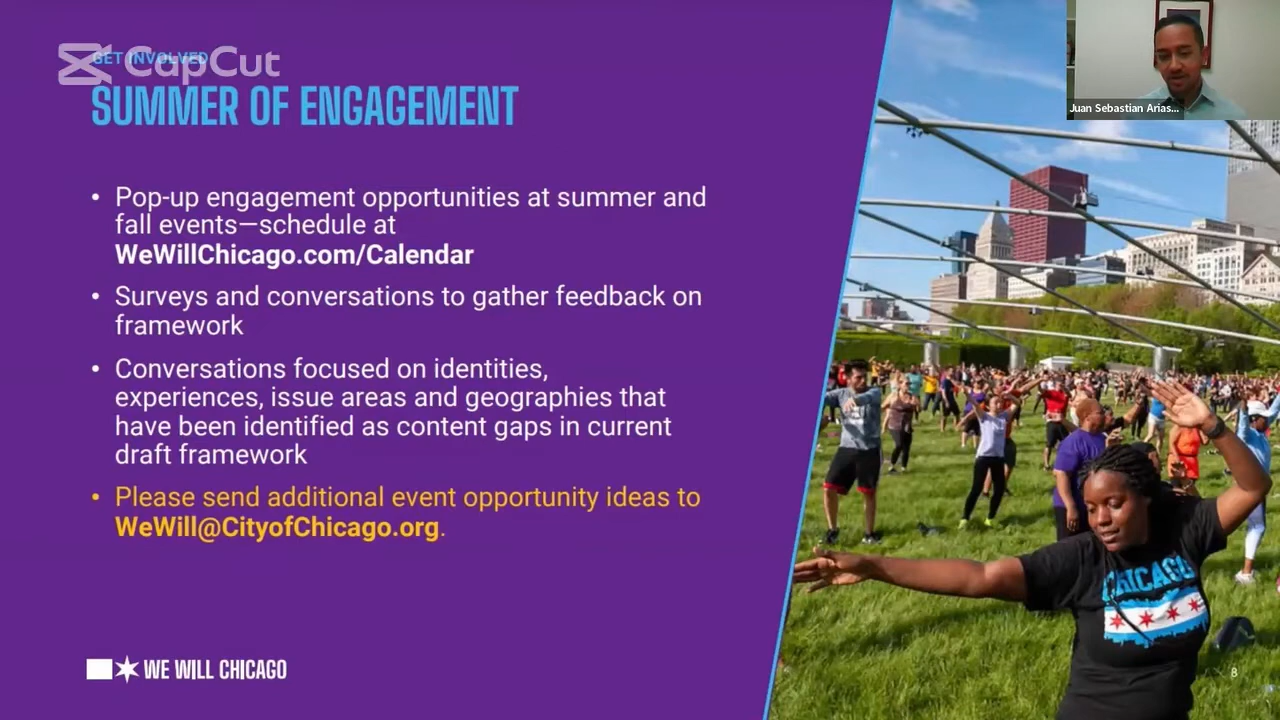 GET INVOLVED
CapCut
SUMMER OF ENGAGEMENT
• Pop-up engagement opportunities at summer and
fall events—schedule at
WeWillChicago.com/Calendar
• Surveys and conversations to gather feedback on
framework
• Conversations focused on identities,
experiences, issue areas and geographies that
have been identified as content gaps in current
draft framework
• Please send additional event opportunity ideas to
WeWill@CityofChicago.org.
WE WILL CHICAGO
Juan Sebastian Arias...
CHICAGO
8